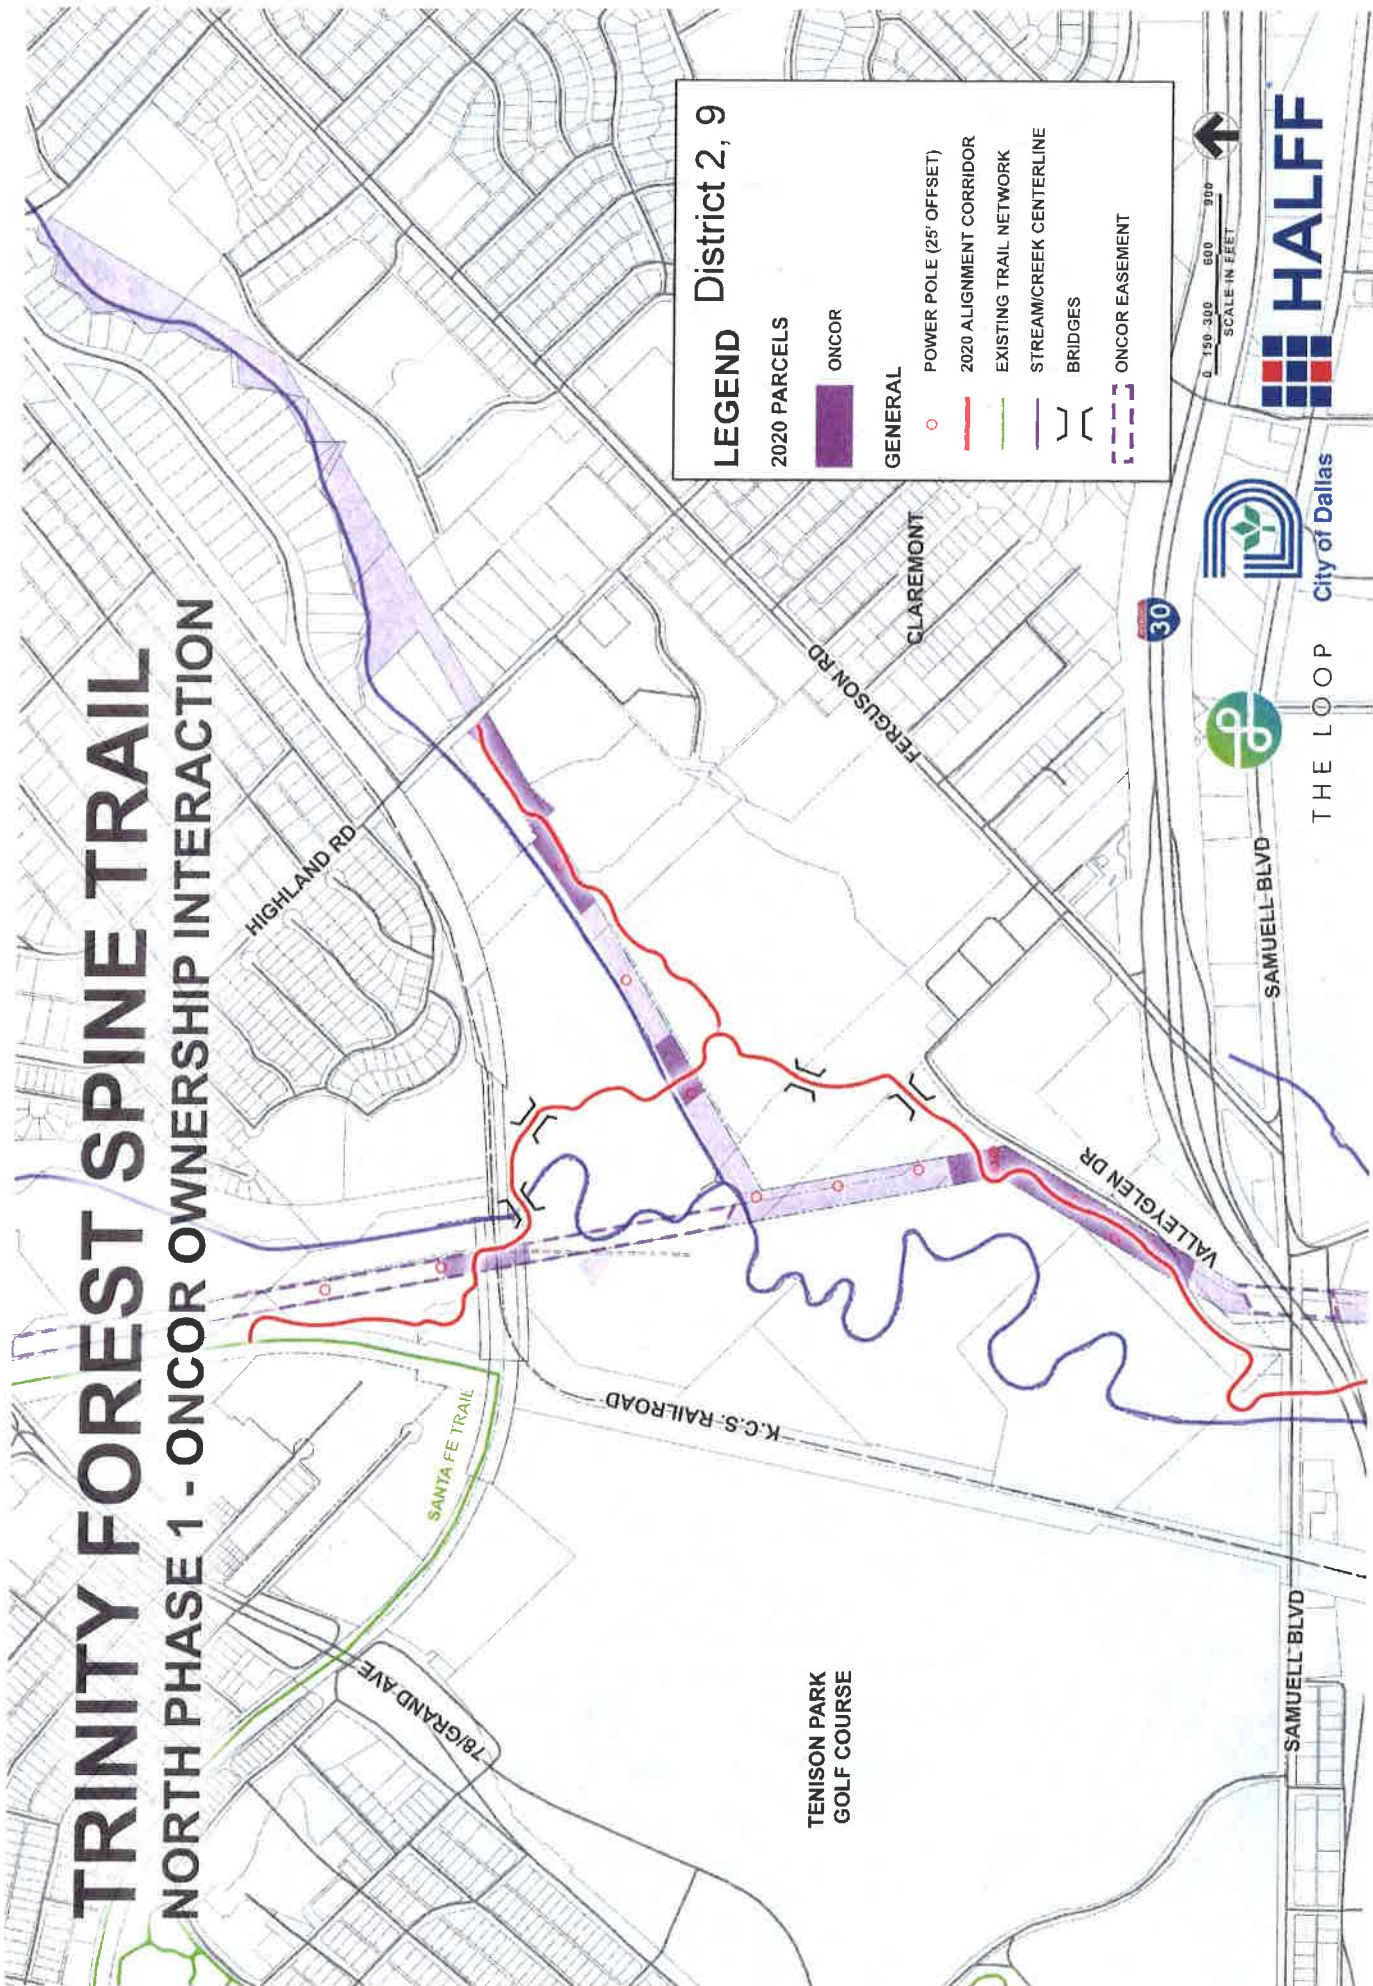 TRINITY FOREST SPINE TRAIL
NORTH PHASE 1 - ONCOR OWNERSHIP INTERACTION
HIGHLAND RD
SANTA FE TRAIL
78/GRAND AVE
K.C.S. RAILROAD
TENISON PARK
GOLF COURSE
VALLEYGLEN DR
FERGUSON RD
CLAREMONT
SAMUELL BLVD
SAMUELL BLVD
30
LEGEND District 2, 9
2020 PARCELS
ONCOR
GENERAL
POWER POLE (25' OFFSET)
2020 ALIGNMENT CORRIDOR
EXISTING TRAIL NETWORK
STREAM/CREEK CENTERLINE
BRIDGES
ONCOR EASEMENT
0 150 300 600 900
SCALE IN FEET
THE LOOP
City of Dallas
HALFF